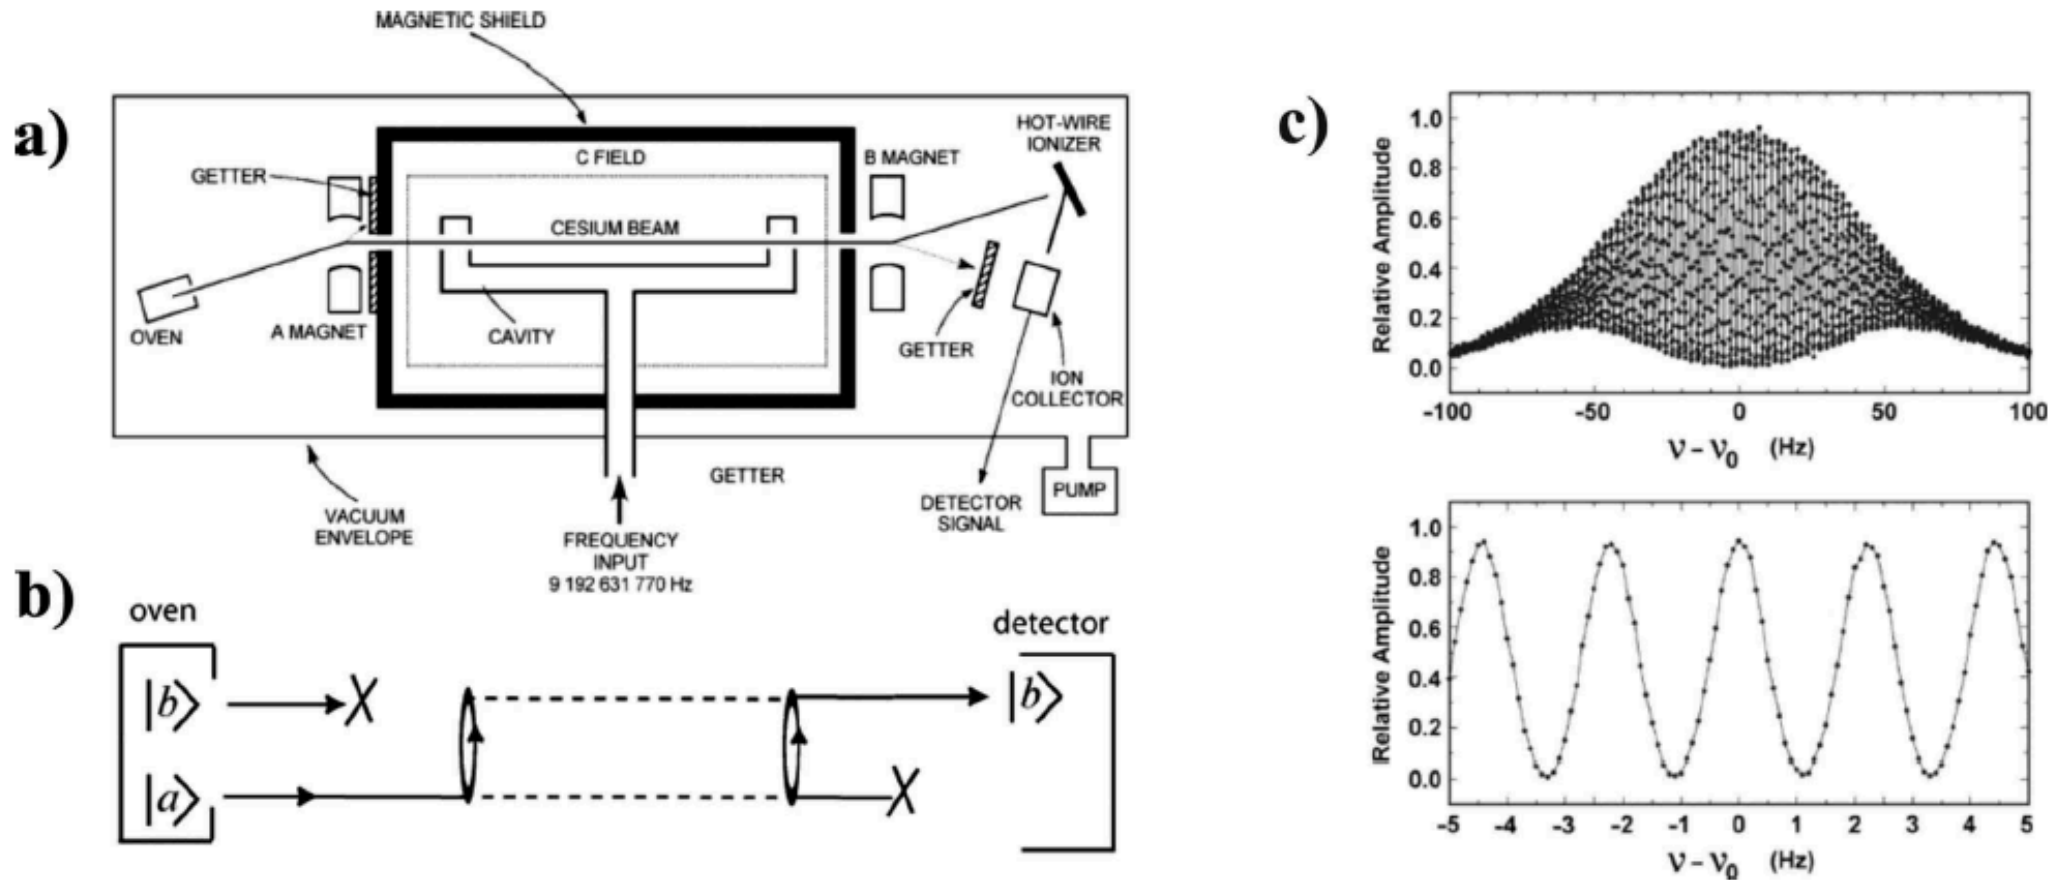 a)
MAGNETIC SHIELD
GETTER
C FIELD
B MAGNET
HOT-WIRE
IONIZER
CESIUM BEAM
OVEN
A MAGNET
CAVITY
GETTER
ION
COLLECTOR
GETTER
DETECTOR
SIGNAL
PUMP
VACUUM
ENVELOPE
FREQUENCY
INPUT
9 192 631 770 Hz
b)
oven
|b⟩
|a⟩
detector
|b⟩
c)
Relative Amplitude
1.0
0.8
0.6
0.4
0.2
0.0
-100 -50 0 50 100
ν – ν0 (Hz)
Relative Amplitude
1.0
0.8
0.6
0.4
0.2
0.0
-5 -4 -3 -2 -1 0 1 2 3 4 5
ν – ν0 (Hz)